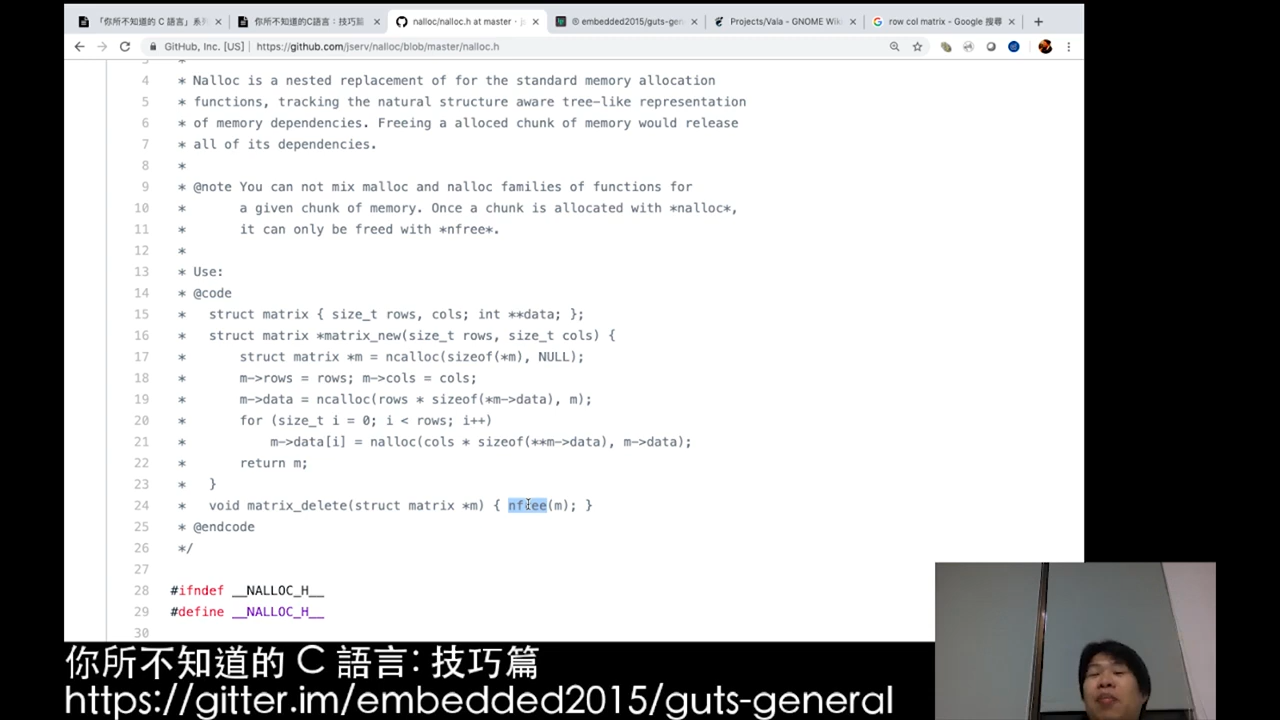 「你所不知道的 C 語言」系列
你所不知道的C語言：技巧篇
nalloc/nalloc.h at master · js
embedded2015/guts-gen
Projects/Vala - GNOME Wi
row col matrix - Google 搜尋
GitHub, Inc. [US] https://github.com/jserv/nalloc/blob/master/nalloc.h
3 *
4 * Nalloc is a nested replacement of for the standard memory allocation
5 * functions, tracking the natural structure aware tree-like representation
6 * of memory dependencies. Freeing a alloced chunk of memory would release
7 * all of its dependencies.
8 *
9 * @note You can not mix malloc and nalloc families of functions for
10 * a given chunk of memory. Once a chunk is allocated with *nalloc*,
11 * it can only be freed with *nfree*.
12 *
13 * Use:
14 * @code
15 * struct matrix { size_t rows, cols; int **data; };
16 * struct matrix *matrix_new(size_t rows, size_t cols) {
17 * struct matrix *m = ncalloc(sizeof(*m), NULL);
18 * m->rows = rows; m->cols = cols;
19 * m->data = ncalloc(rows * sizeof(*m->data), m);
20 * for (size_t i = 0; i < rows; i++)
21 * m->data[i] = nalloc(cols * sizeof(**m->data), m->data);
22 * return m;
23 * }
24 * void matrix_delete(struct matrix *m) { nfree(m); }
25 * @endcode
26 */
27
28 #ifndef __NALLOC_H__
29 #define __NALLOC_H__
30
你所不知道的 C 語言: 技巧篇
https://gitter.im/embedded2015/guts-general